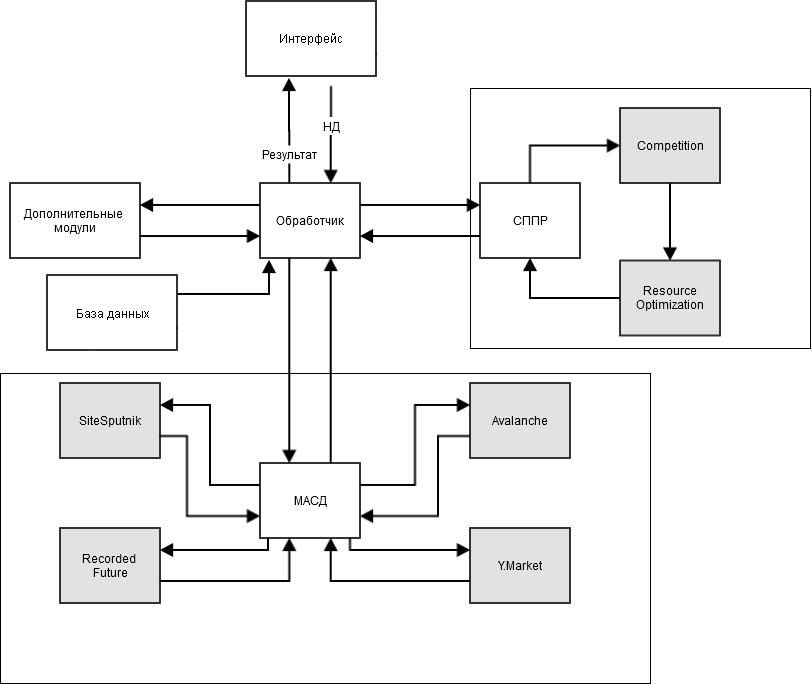 Интерфейс
НД
Результат
Competition
Дополнительные
модули
Обработчик
СППР
База данных
Resource
Optimization
SiteSputnik
Avalanche
МАСД
Recorded
Future
Y.Market